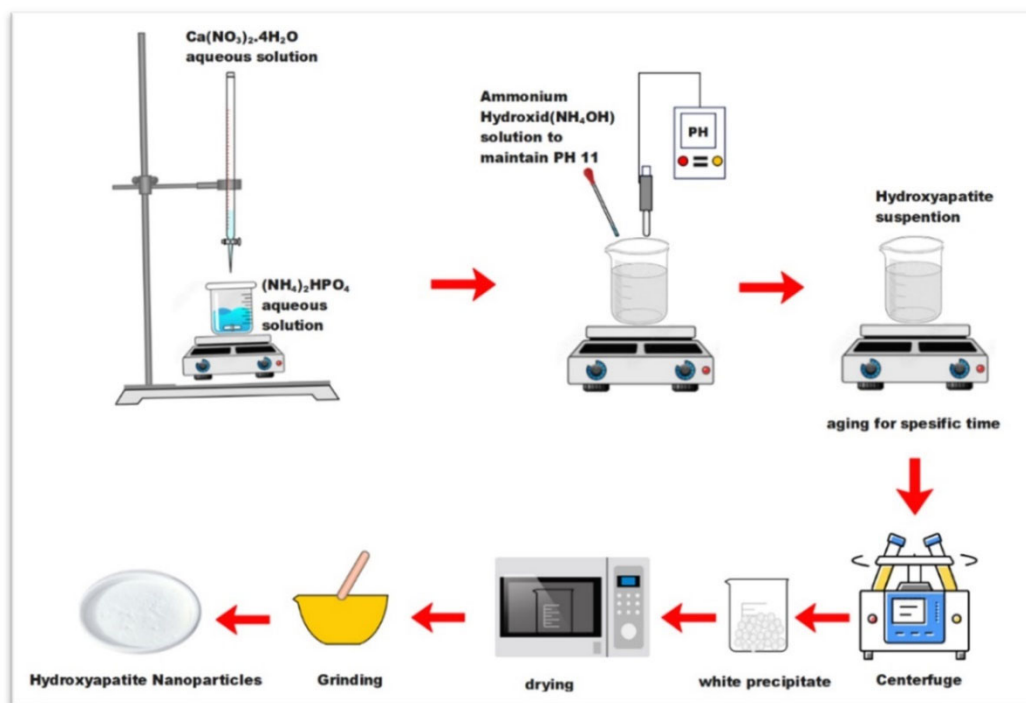 Ca(NO₃)₂.4H₂O
aqueous solution
(NH₄)₂HPO₄
aqueous
solution
Ammonium
Hydroxid(NH₄OH)
solution to
maintain PH 11
PH
Hydroxyapatite
suspention
aging for spesific time
Centerfuge
white precipitate
drying
Grinding
Hydroxyapatite Nanoparticles